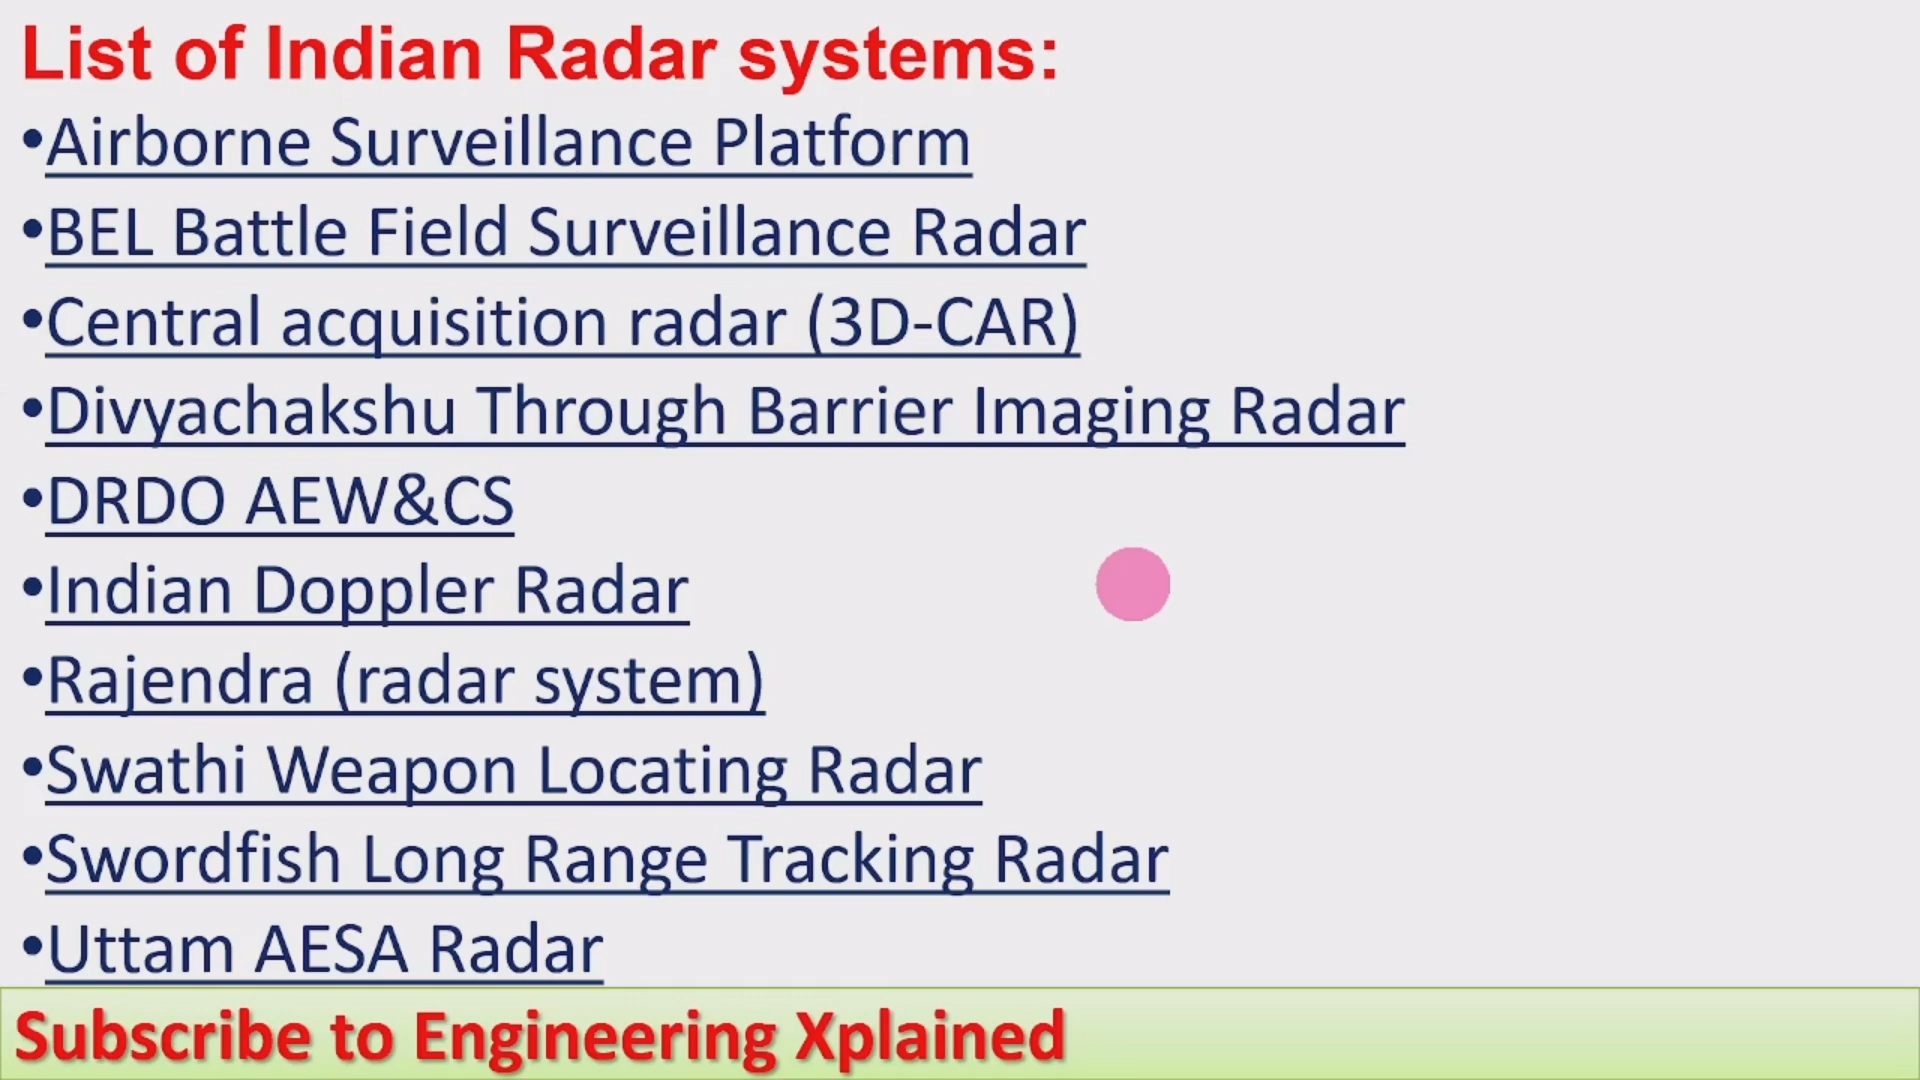 List of Indian Radar systems:
•Airborne Surveillance Platform
•BEL Battle Field Surveillance Radar
•Central acquisition radar (3D-CAR)
•Divyachakshu Through Barrier Imaging Radar
•DRDO AEW&CS
•Indian Doppler Radar
•Rajendra (radar system)
•Swathi Weapon Locating Radar
•Swordfish Long Range Tracking Radar
•Uttam AESA Radar
Subscribe to Engineering Xplained